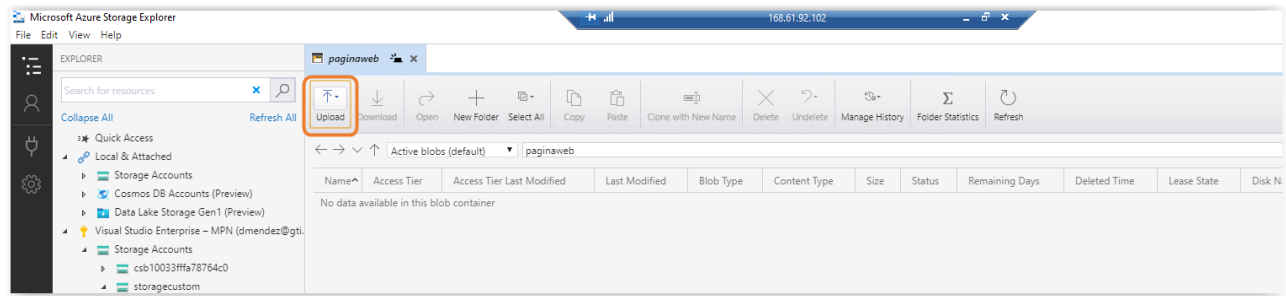 Microsoft Azure Storage Explorer
168.61.92.102
File Edit View Help
EXPLORER
paginaweb
Search for resources
Collapse All Refresh All
Upload Download Open New Folder Select All Copy Paste Clone with New Name Delete Undelete Manage History Folder Statistics Refresh
Quick Access
Active blobs (default) paginaweb
Local & Attached
Storage Accounts
Name Access Tier Access Tier Last Modified Last Modified Blob Type Content Type Size Status Remaining Days Deleted Time Lease State Disk N
Cosmos DB Accounts (Preview)
No data available in this blob container
Data Lake Storage Gen1 (Preview)
Visual Studio Enterprise – MPN (dmendez@gti.
Storage Accounts
csb10033fffa78764c0
storagecustom